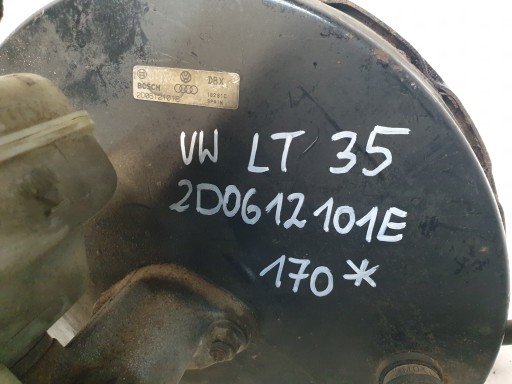 DBX
BOSCH
VW LT 35
2D0612101E
170*